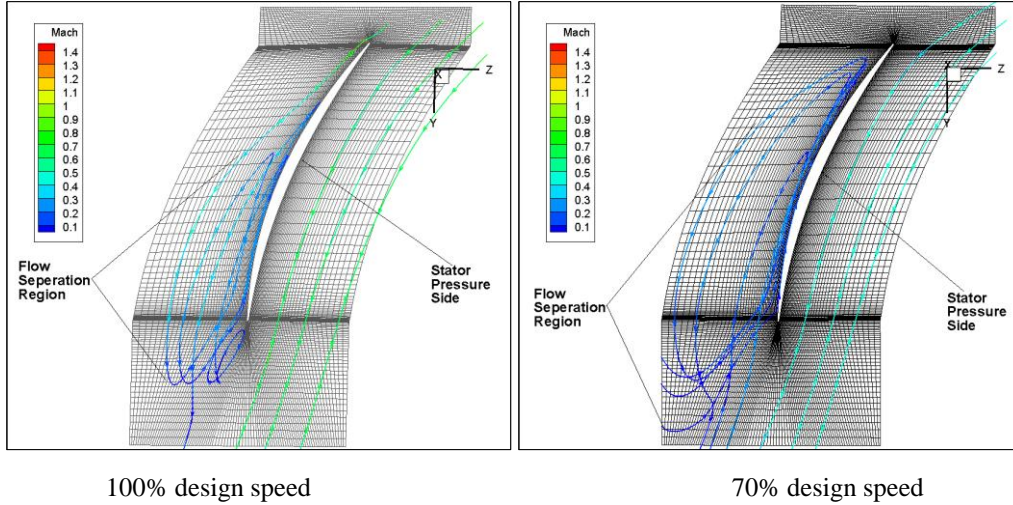 Mach
1.4
1.3
1.2
1.1
1
0.9
0.8
0.7
0.6
0.5
0.4
0.3
0.2
0.1
X
Z
Y
Flow
Seperation
Region
Stator
Pressure
Side
Mach
1.4
1.3
1.2
1.1
1
0.9
0.8
0.7
0.6
0.5
0.4
0.3
0.2
0.1
X
Z
Y
Flow
Seperation
Region
Stator
Pressure
Side
100% design speed
70% design speed